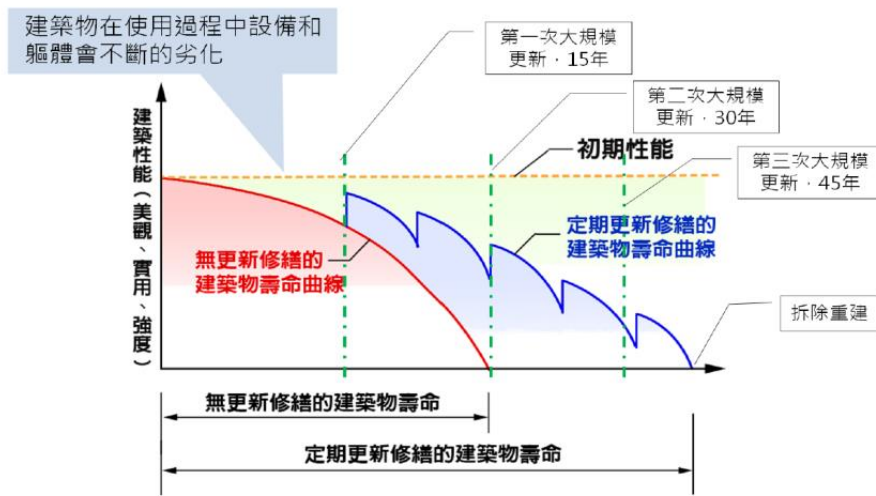 建築物在使用過程中設備和
軀體會不斷的劣化
第一次大規模
更新．15年
第二次大規模
更新．30年
初期性能
第三次大規模
更新．45年
建築性能（美觀、實用、強度）
定期更新修繕的
建築物壽命曲線
無更新修繕的
建築物壽命曲線
拆除重建
無更新修繕的建築物壽命
定期更新修繕的建築物壽命